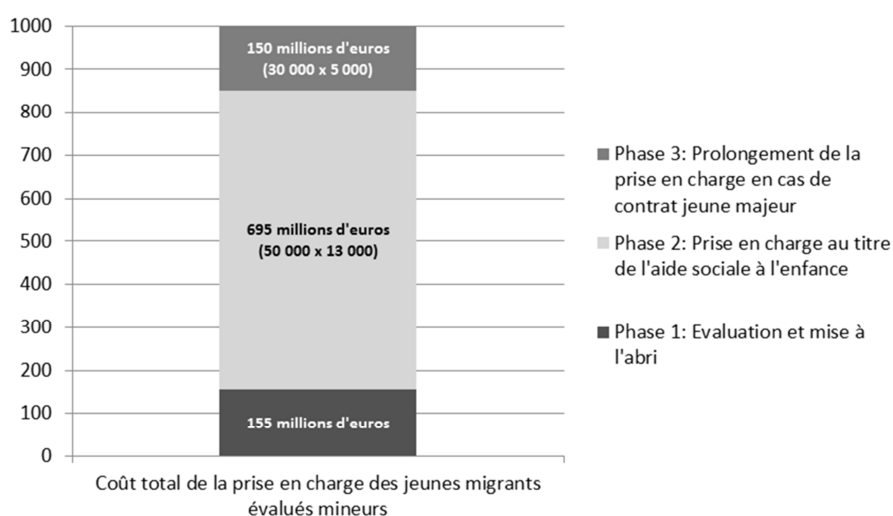 1000
900
800
700
600
500
400
300
200
100
0
150 millions d'euros
(30 000 x 5 000)
695 millions d'euros
(50 000 x 13 000)
155 millions d'euros
Coût total de la prise en charge des jeunes migrants
évalués mineurs
Phase 3: Prolongement de la
prise en charge en cas de
contrat jeune majeur
Phase 2: Prise en charge au titre
de l'aide sociale à l'enfance
Phase 1: Evaluation et mise à
l'abri